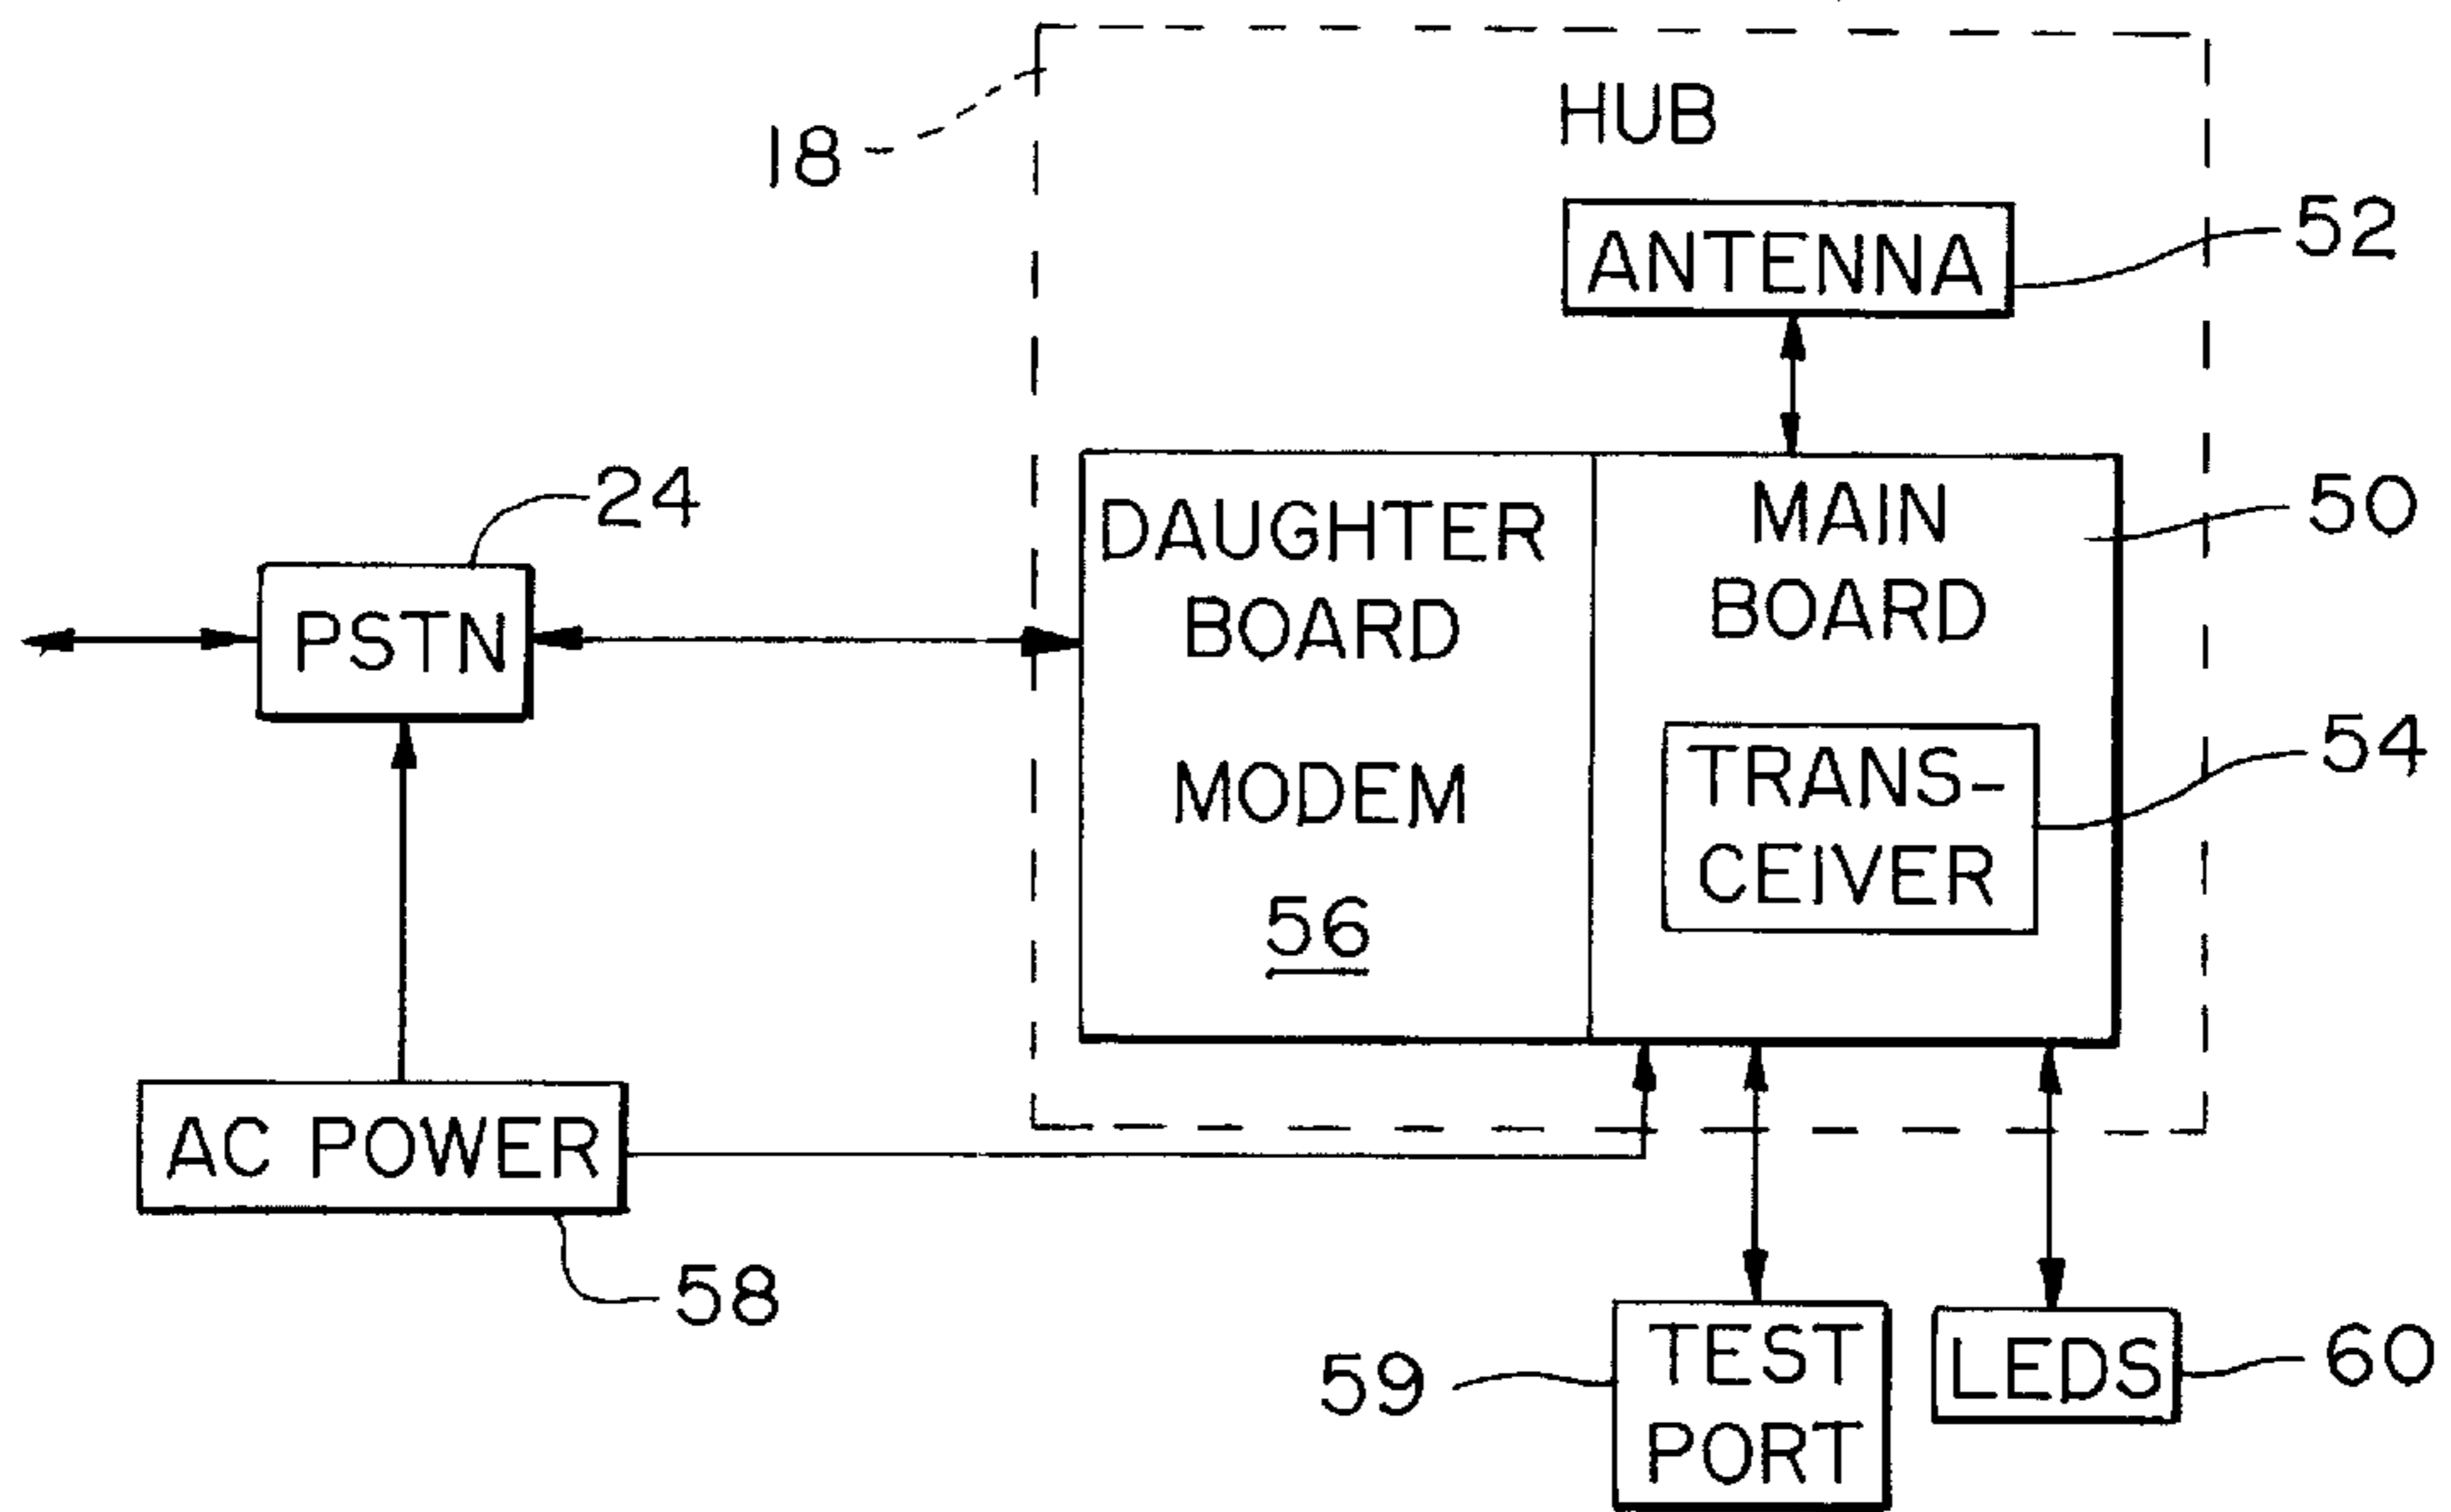 18
HUB
ANTENNA
52
24
PSTN
DAUGHTER
BOARD
MODEM
56
MAIN
BOARD
50
TRANS-
CEIVER
54
AC POWER
58
59
TEST
PORT
LEDS
60